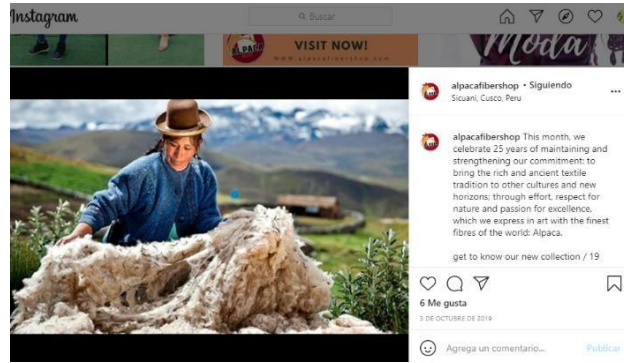 Instagram
Buscar
ALPACA
VISIT NOW!
www.alpacafibershop.com
Moda
alpacafibershop • Siguiendo
Sicuani, Cusco, Peru
alpacafibershop This month, we
celebrate 25 years of maintaining and
strengthening our commitment: to
bring the rich and ancient textile
tradition to other cultures and new
horizons; through effort, respect for
nature and passion for excellence,
which we express in art with the finest
fibres of the world: Alpaca.
get to know our new collection / 19
6 Me gusta
3 DE OCTUBRE DE 2019
Agrega un comentario...
Publicar